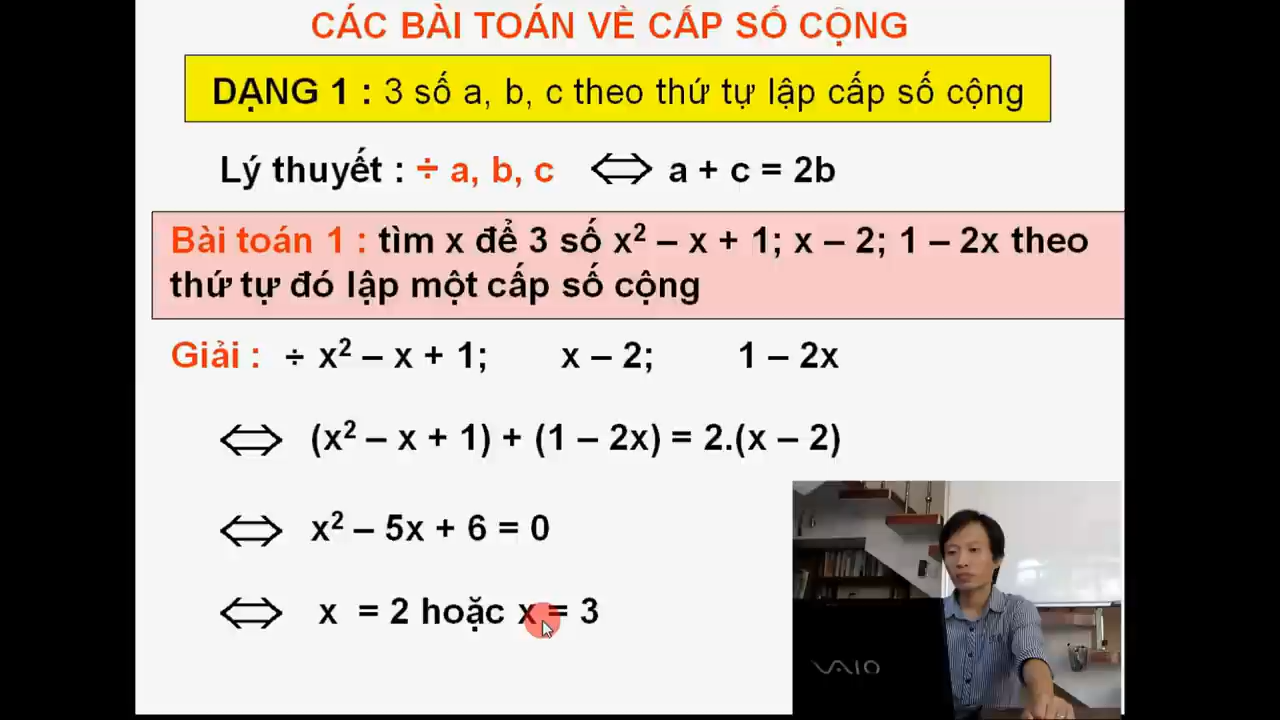 CÁC BÀI TOÁN VỀ CẤP SỐ CỘNG
DẠNG 1 : 3 số a, b, c theo thứ tự lập cấp số cộng
Lý thuyết : ÷ a, b, c ⇔ a + c = 2b
Bài toán 1 : tìm x để 3 số x² – x + 1; x – 2; 1 – 2x theo
thứ tự đó lập một cấp số cộng
Giải : ÷ x² – x + 1; x – 2; 1 – 2x
⇔ (x² – x + 1) + (1 – 2x) = 2.(x – 2)
⇔ x² – 5x + 6 = 0
⇔ x = 2 hoặc x = 3
VAIO